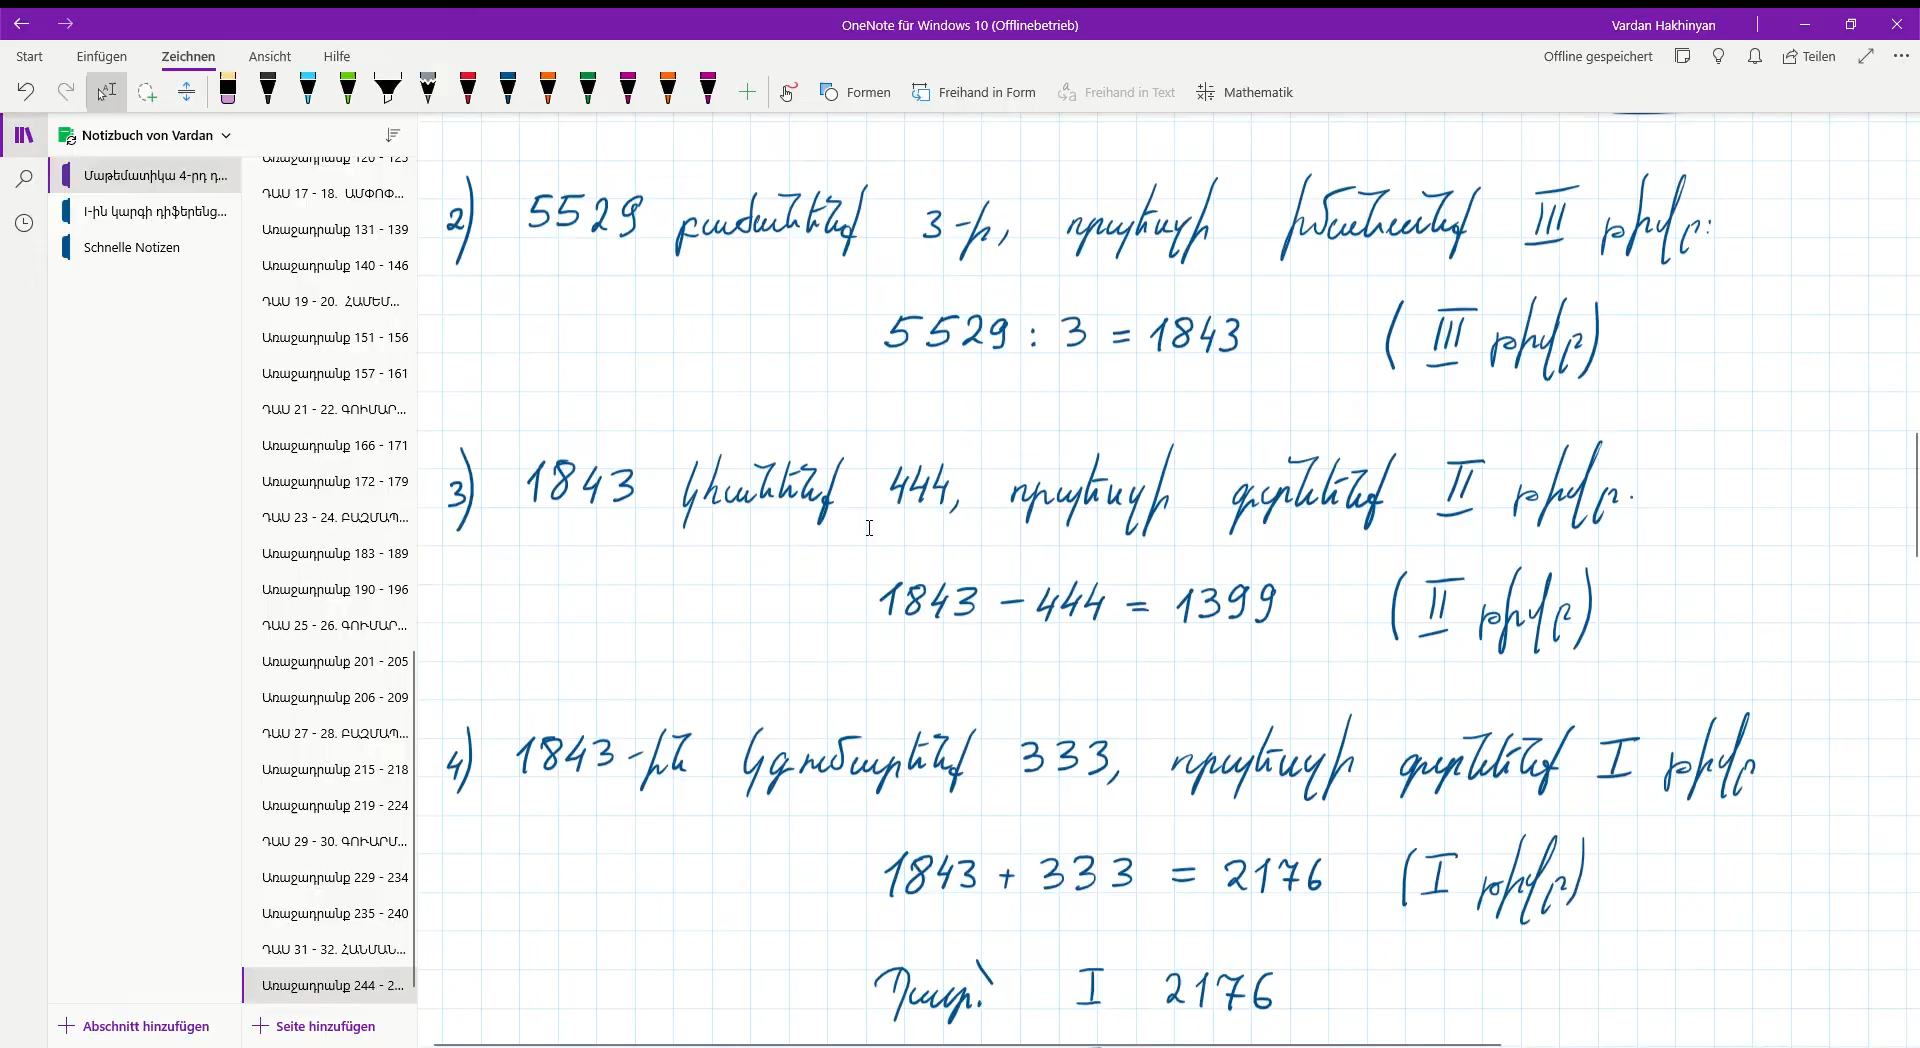 OneNote für Windows 10 (Offlinebetrieb)
Vardan Hakhinyan
Start Einfügen Zeichnen Ansicht Hilfe
Offline gespeichert Teilen
Formen Freihand in Form Freihand in Text Mathematik
Notizbuch von Vardan
Մաթեմատիկա 4-րդ դ...
I-ին կարգի դիֆերենց...
Schnelle Notizen
Առաջադրանք 120 - 125
ԴԱՍ 17 - 18. ԱՄՓՈՓ...
Առաջադրանք 131 - 139
Առաջադրանք 140 - 146
ԴԱՍ 19 - 20. ՀԱՄԵՄ...
Առաջադրանք 151 - 156
Առաջադրանք 157 - 161
ԴԱՍ 21 - 22. ԳՈՒՄԱՐ...
Առաջադրանք 166 - 171
Առաջադրանք 172 - 179
ԴԱՍ 23 - 24. ԲԱԶՄԱՊ...
Առաջադրանք 183 - 189
Առաջադրանք 190 - 196
ԴԱՍ 25 - 26. ԳՈՒՄԱՐ...
Առաջադրանք 201 - 205
Առաջադրանք 206 - 209
ԴԱՍ 27 - 28. ԲԱԶՄԱՊ...
Առաջադրանք 215 - 218
Առաջադրանք 219 - 224
ԴԱՍ 29 - 30. ԳՈՒԱՐՄ...
Առաջադրանք 229 - 234
Առաջադրանք 235 - 240
ԴԱՍ 31 - 32. ՀԱՆՄԱՆ...
Առաջադրանք 244 - 2...
Abschnitt hinzufügen
Seite hinzufügen
2) 5529 բաժանենք 3-ի, որպեսզի իմանանք III թիվը:
5529 : 3 = 1843 (III թիվը)
3) 1843 կհանենք 444, որպեսզի գտնենք II թիվը.
1843 - 444 = 1399 (II թիվը)
4) 1843-ին կգումարենք 333, որպեսզի գտնենք I թիվը
1843 + 333 = 2176 (I թիվը)
Պատ.՝ I 2176